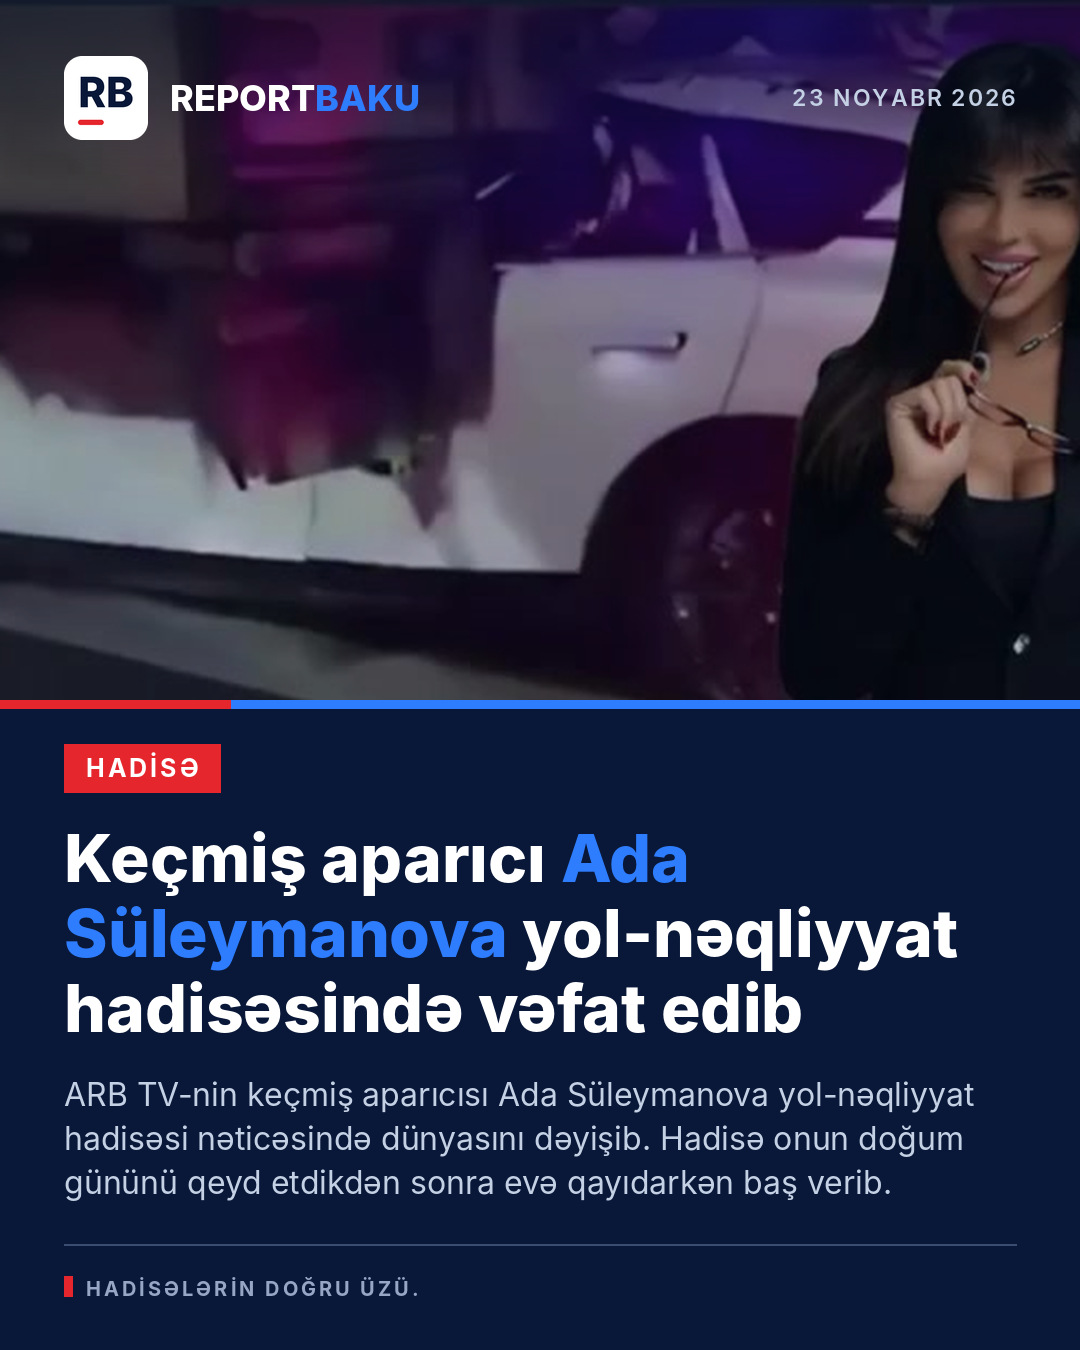 RB
REPORTBAKU
23 NOYABR 2026
HADİSƏ
Keçmiş aparıcı Ada
Süleymanova yol-nəqliyyat
hadisəsində vəfat edib
ARB TV-nin keçmiş aparıcısı Ada Süleymanova yol-nəqliyyat
hadisəsi nəticəsində dünyasını dəyişib. Hadisə onun doğum
gününü qeyd etdikdən sonra evə qayıdarkən baş verib.
HADİSƏLƏRİN DOĞRU ÜZÜ.